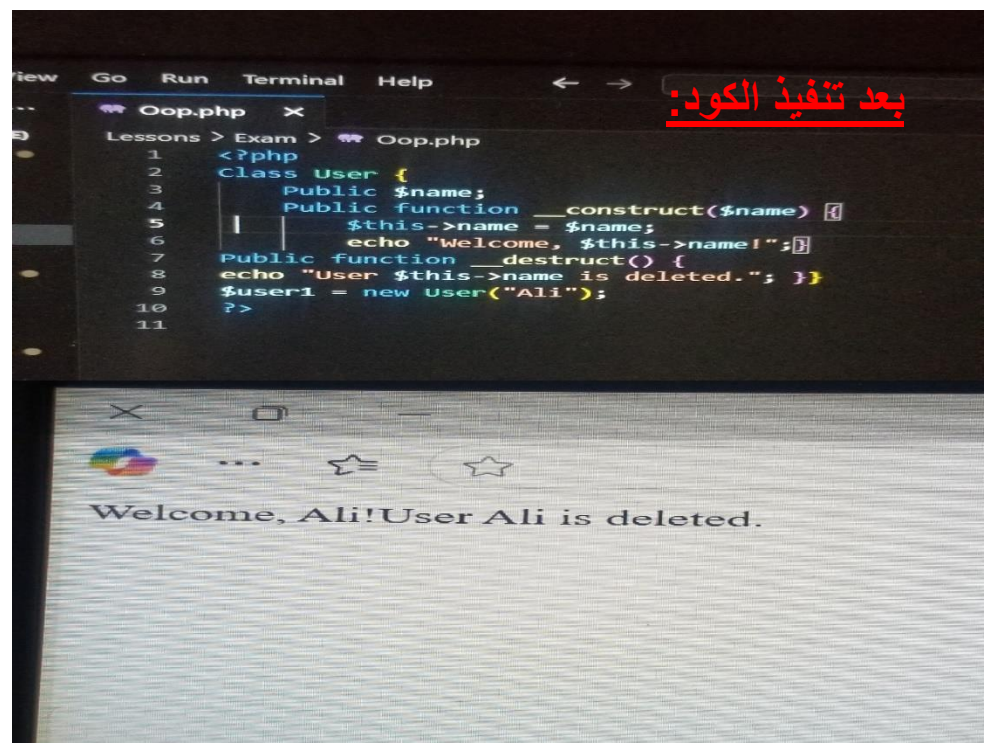 View Go Run Terminal Help ← →
بعد تنفيذ الكود:
Oop.php ×
Lessons > Exam > Oop.php
1 <?php
2 Class User {
3 Public $name;
4 Public function __construct($name) {
5 $this->name = $name;
6 echo "Welcome, $this->name!";}
7 Public function __destruct() {
8 echo "User $this->name is deleted."; }}
9 $user1 = new User("Ali");
10 ?>
11
Welcome, Ali!User Ali is deleted.